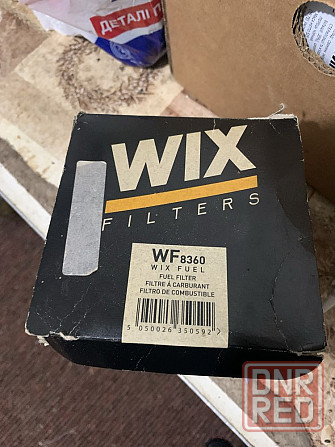 ДЕТАЛІ П
WIX
FILTERS
WF8360
WIX FUEL
FUEL FILTER
FILTRE À CARBURANT
FILTRO DE COMBUSTIBLE
5 050026 350592 >
DNR
RED